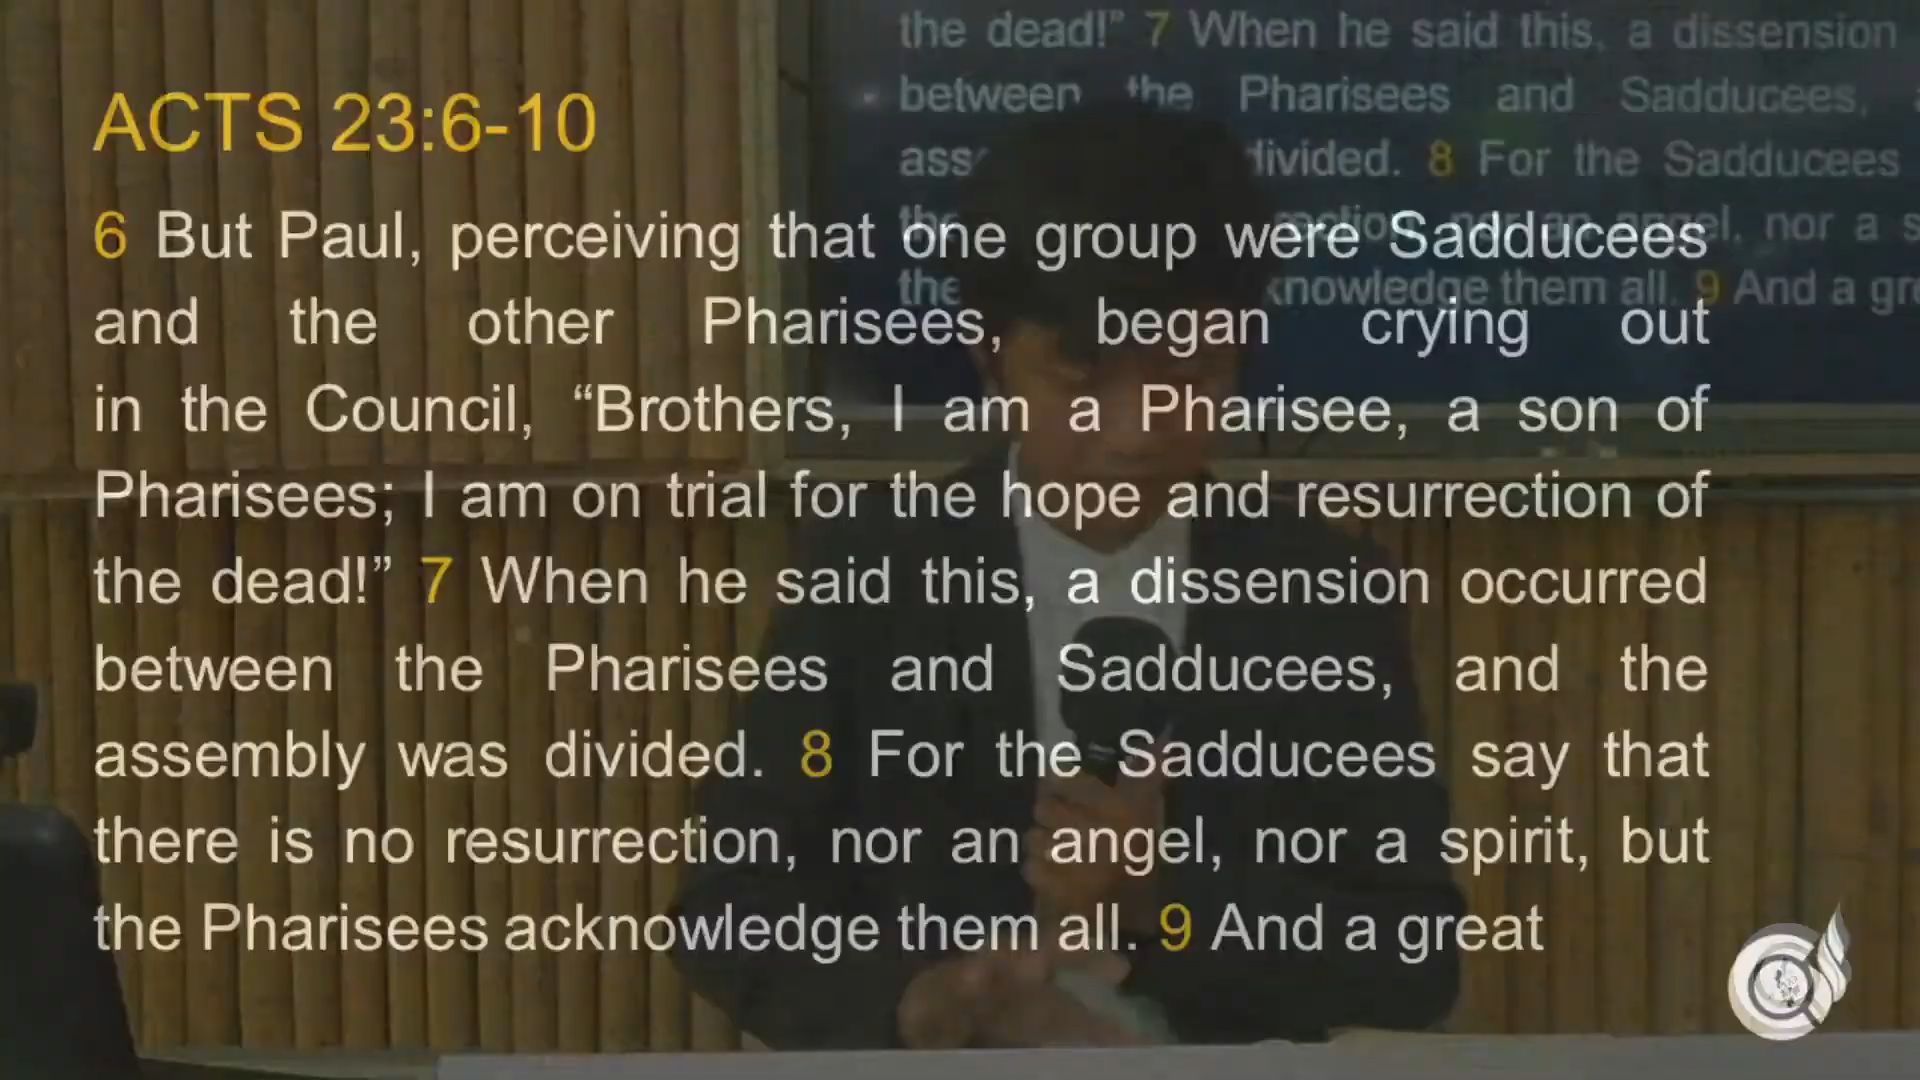 ACTS 23:6-10
6 But Paul, perceiving that one group were Sadducees
and the other Pharisees, began crying out
in the Council, “Brothers, I am a Pharisee, a son of
Pharisees; I am on trial for the hope and resurrection of
the dead!” 7 When he said this, a dissension occurred
between the Pharisees and Sadducees, and the
assembly was divided. 8 For the Sadducees say that
there is no resurrection, nor an angel, nor a spirit, but
the Pharisees acknowledge them all. 9 And a great
the dead!” 7 When he said this, a dissension
between the Pharisees and Sadducees,
divided. 8 For the Sadducees
nor an angel, nor a
knowledge them all. 9 And a